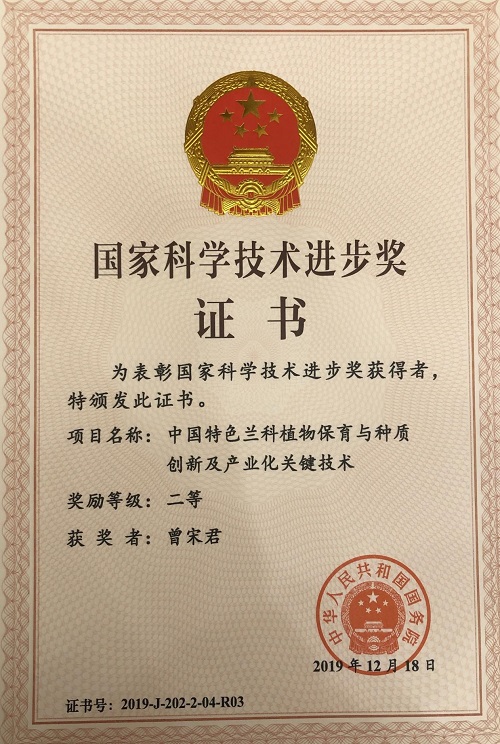 国家科学技术进步奖
证书
为表彰国家科学技术进步奖获得者，
特颁发此证书。
项目名称：中国特色兰科植物保育与种质
创新及产业化关键技术
奖励等级：二等
获奖者：曾宋君
中华人民共和国国务院
2019年12月18日
证书号：2019-J-202-2-04-R03